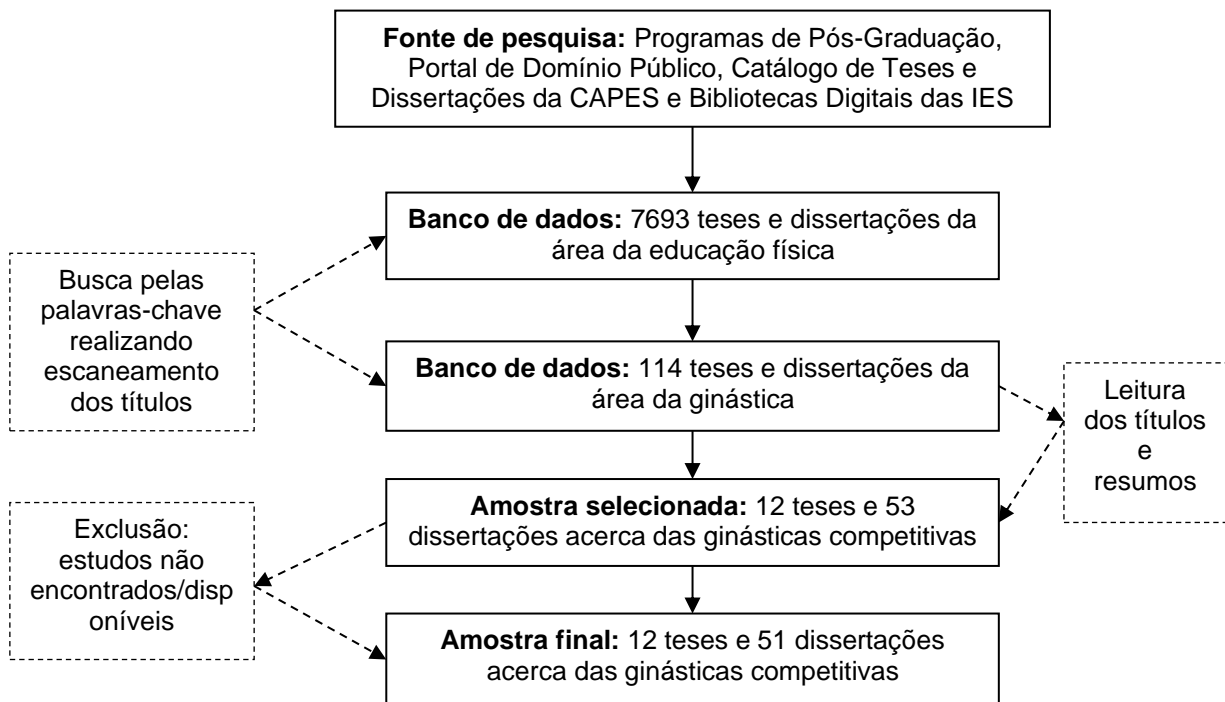 Fonte de pesquisa: Programas de Pós-Graduação,
Portal de Domínio Público, Catálogo de Teses e
Dissertações da CAPES e Bibliotecas Digitais das IES
Banco de dados: 7693 teses e dissertações da
área da educação física
Busca pelas
palavras-chave
realizando
escaneamento
dos títulos
Banco de dados: 114 teses e dissertações da
área da ginástica
Leitura
dos títulos
e
resumos
Amostra selecionada: 12 teses e 53
dissertações acerca das ginásticas competitivas
Exclusão:
estudos não
encontrados/disp
oníveis
Amostra final: 12 teses e 51 dissertações
acerca das ginásticas competitivas